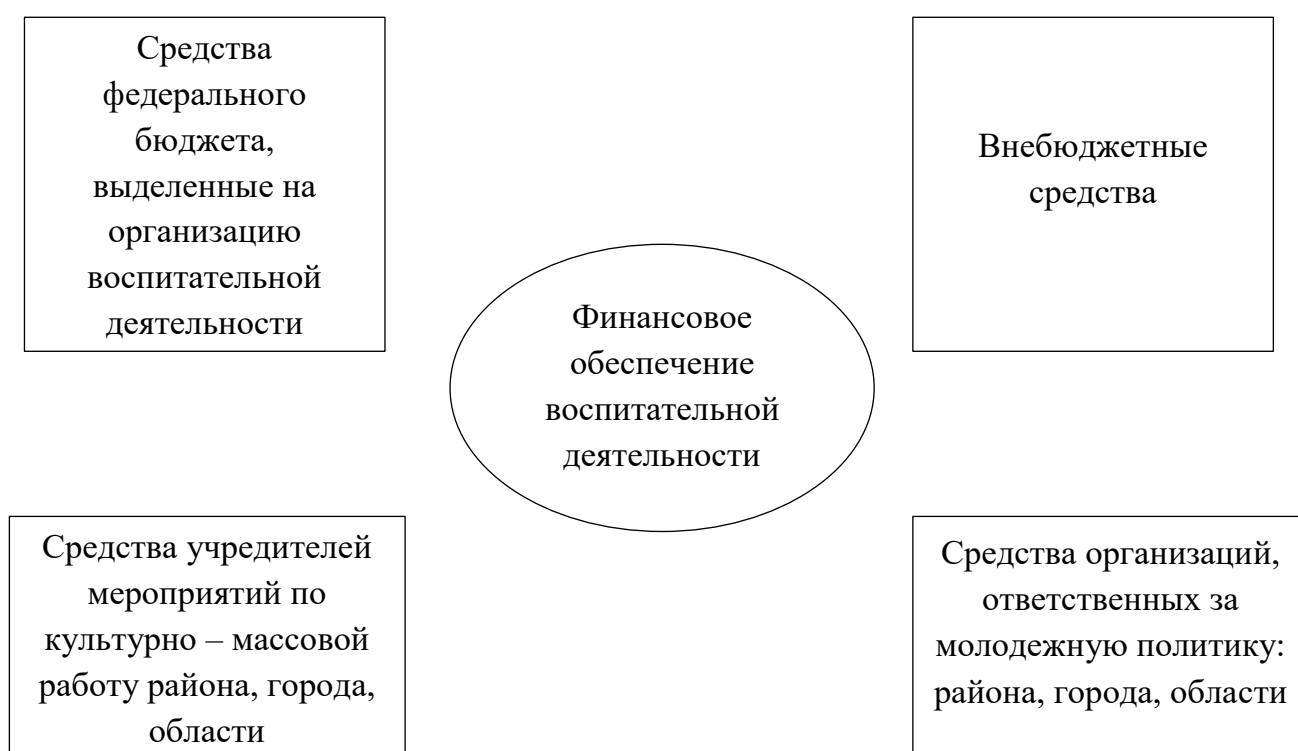 Средства
федерального
бюджета,
выделенные на
организацию
воспитательной
деятельности
Внебюджетные
средства
Финансовое
обеспечение
воспитательной
деятельности
Средства учредителей
мероприятий по
культурно – массовой
работу района, города,
области
Средства организаций,
ответственных за
молодежную политику:
района, города, области